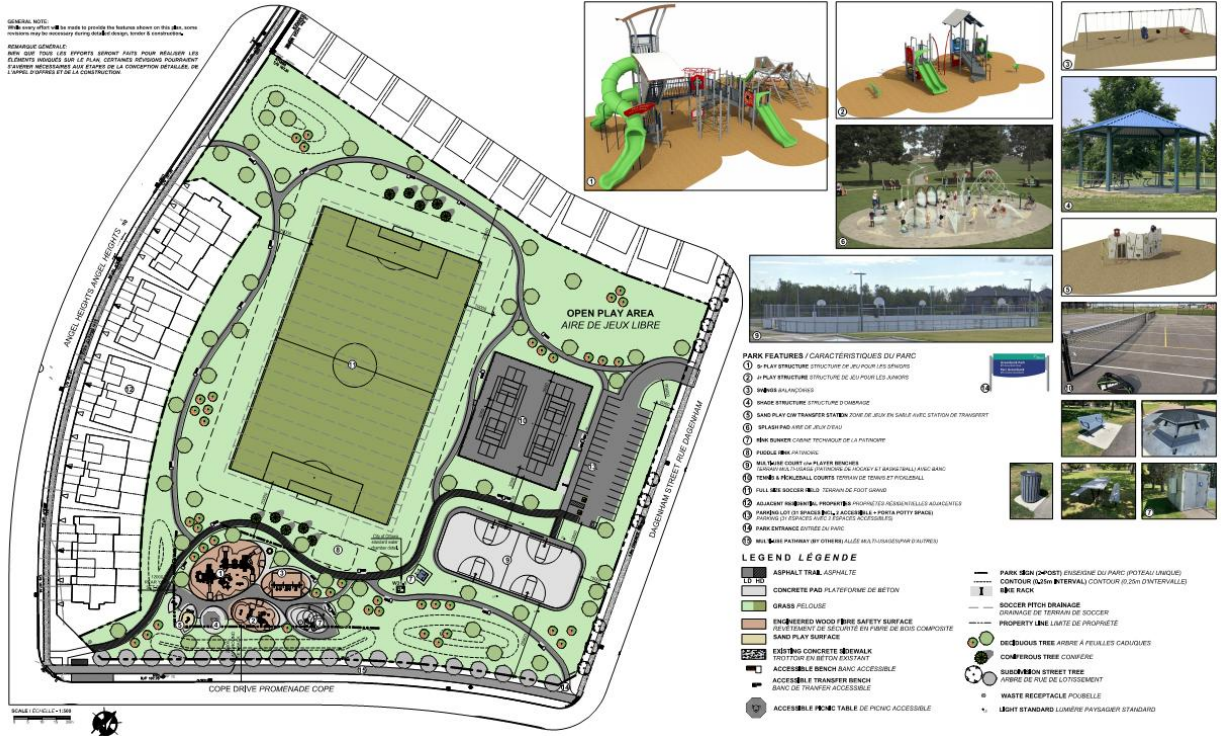 GENERAL NOTE:
While every effort will be made to provide the features shown on this plan, some
revisions may be necessary during detailed design, tender & construction.
REMARQUE GÉNÉRALE:
BIEN QUE TOUS LES EFFORTS SERONT FAITS POUR RÉALISER LES
ÉLÉMENTS INDIQUÉS SUR LE PLAN, CERTAINES RÉVISIONS POURRAIENT
S'AVÉRER NÉCESSAIRES AUX ÉTAPES DE LA CONCEPTION DÉTAILLÉE, DE
L'APPEL D'OFFRES ET DE LA CONSTRUCTION.
ANGEL HEIGHTS ANGEL HEIGHTS
OPEN PLAY AREA
AIRE DE JEUX LIBRE
DAGENHAM STREET RUE DAGENHAM
COPE DRIVE PROMENADE COPE
SCALE / ÉCHELLE - 1:500
PARK FEATURES / CARACTÉRISTIQUES DU PARC
1 Sr PLAY STRUCTURE STRUCTURE DE JEU POUR LES SÉNIORS
2 Jr PLAY STRUCTURE STRUCTURE DE JEU POUR LES JUNIORS
3 SWINGS BALANÇOIRES
4 SHADE STRUCTURE STRUCTURE D'OMBRAGE
5 SAND PLAY C/W TRANSFER STATION ZONE DE JEUX EN SABLE AVEC STATION DE TRANSFERT
6 SPLASH PAD AIRE DE JEUX D'EAU
7 RINK BUNKER CABINE TECHNIQUE DE LA PATINOIRE
8 PUDDLE RINK PATINOIRE
9 MULTI-USE COURT c/w PLAYER BENCHES
TERRAIN MULTI-USAGE (PATINOIRE DE HOCKEY ET BASKETBALL) AVEC BANC
10 TENNIS & PICKLEBALL COURTS TERRAIN DE TENNIS ET PICKLEBALL
11 FULL SIZE SOCCER FIELD TERRAIN DE FOOT GRAND
12 ADJACENT RESIDENTIAL PROPERTIES PROPRIÉTÉS RÉSIDENTIELLES ADJACENTES
13 PARKING LOT (31 SPACES INCL. 2 ACCESSIBLE + PORTA POTTY SPACE)
PARKING (31 ESPACES AVEC 2 ESPACES ACCESSIBLES)
14 PARK ENTRANCE ENTRÉE DU PARC
15 MULTI-USE PATHWAY (BY OTHERS) ALLÉE MULTI-USAGES(PAR D'AUTRES)
LEGEND LÉGENDE
ASPHALT TRAIL ASPHALTE
LD HD
CONCRETE PAD PLATEFORME DE BÉTON
GRASS PELOUSE
ENGINEERED WOOD FIBRE SAFETY SURFACE
REVÊTEMENT DE SÉCURITÉ EN FIBRE DE BOIS COMPOSITE
SAND PLAY SURFACE
EXISTING CONCRETE SIDEWALK
TROTTOIR EN BÉTON EXISTANT
ACCESSIBLE BENCH BANC ACCESSIBLE
ACCESSIBLE TRANSFER BENCH
BANC DE TRANFER ACCESSIBLE
ACCESSIBLE PICNIC TABLE DE PICNIC ACCESSIBLE
PARK SIGN (2-POST) ENSEIGNE DU PARC (POTEAU UNIQUE)
CONTOUR (0.25m INTERVAL) CONTOUR (0,25m D'INTERVALLE)
BIKE RACK
SOCCER PITCH DRAINAGE
DRAINAGE DE TERRAIN DE SOCCER
PROPERTY LINE LIMITE DE PROPRIÉTÉ
DECIDUOUS TREE ARBRE À FEUILLES CADUQUES
CONIFEROUS TREE CONIFÈRE
SUBDIVISION STREET TREE
ARBRE DE RUE DE LOTISSEMENT
WASTE RECEPTACLE POUBELLE
LIGHT STANDARD LUMIÈRE PAYSAGIER STANDARD